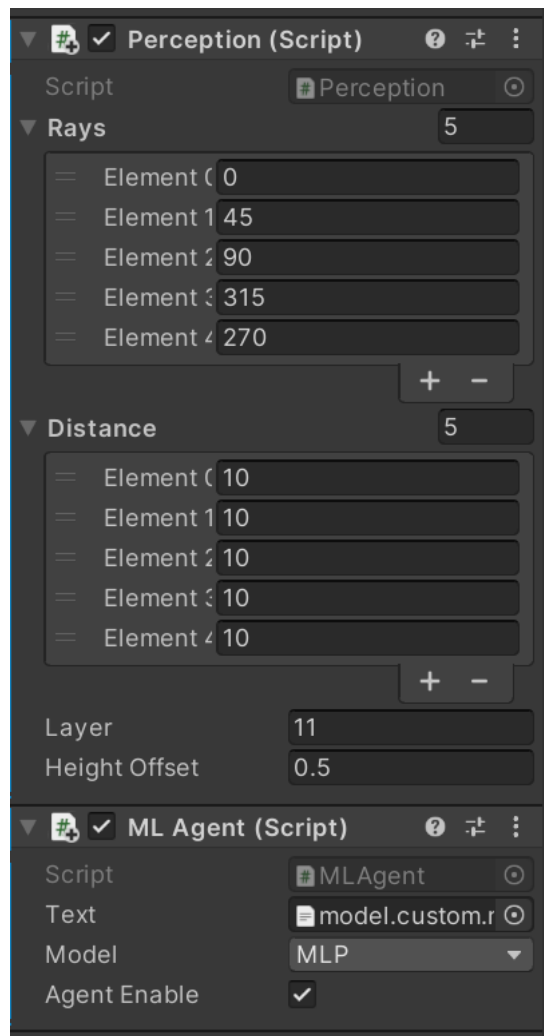 Perception (Script)
Script Perception
Rays 5
Element 0
Element 1 45
Element 2 90
Element 315
Element 270
Distance 5
Element 10
Element 1 10
Element 2 10
Element 10
Element 10
Layer 11
Height Offset 0.5
ML Agent (Script)
Script MLAgent
Text model.custom.r
Model MLP
Agent Enable